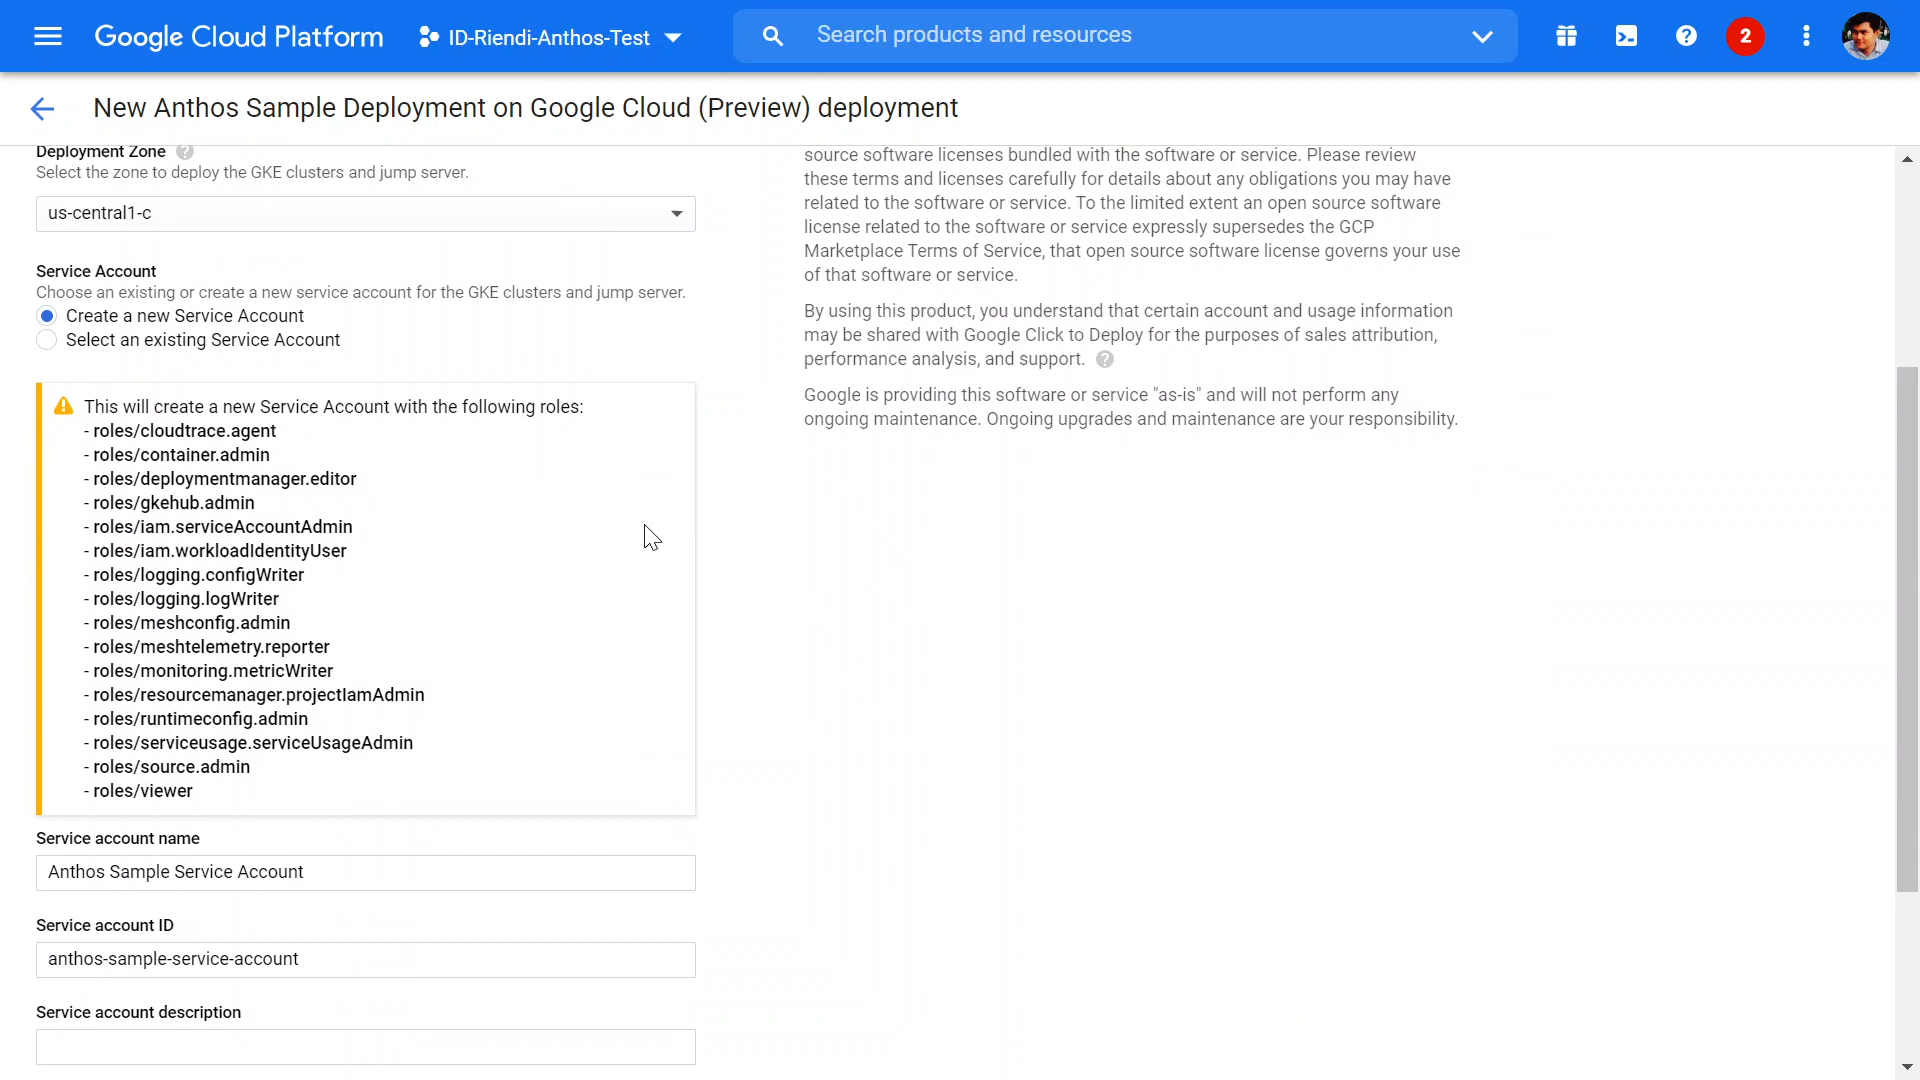 Google Cloud Platform
ID-Riendi-Anthos-Test
Search products and resources
2
New Anthos Sample Deployment on Google Cloud (Preview) deployment
Deployment Zone
Select the zone to deploy the GKE clusters and jump server.
us-central1-c
Service Account
Choose an existing or create a new service account for the GKE clusters and jump server.
Create a new Service Account
Select an existing Service Account
This will create a new Service Account with the following roles:
- roles/cloudtrace.agent
- roles/container.admin
- roles/deploymentmanager.editor
- roles/gkehub.admin
- roles/iam.serviceAccountAdmin
- roles/iam.workloadIdentityUser
- roles/logging.configWriter
- roles/logging.logWriter
- roles/meshconfig.admin
- roles/meshtelemetry.reporter
- roles/monitoring.metricWriter
- roles/resourcemanager.projectIamAdmin
- roles/runtimeconfig.admin
- roles/serviceusage.serviceUsageAdmin
- roles/source.admin
- roles/viewer
Service account name
Anthos Sample Service Account
Service account ID
anthos-sample-service-account
Service account description
source software licenses bundled with the software or service. Please review
these terms and licenses carefully for details about any obligations you may have
related to the software or service. To the limited extent an open source software
license related to the software or service expressly supersedes the GCP
Marketplace Terms of Service, that open source software license governs your use
of that software or service.
By using this product, you understand that certain account and usage information
may be shared with Google Click to Deploy for the purposes of sales attribution,
performance analysis, and support.
Google is providing this software or service "as-is" and will not perform any
ongoing maintenance. Ongoing upgrades and maintenance are your responsibility.